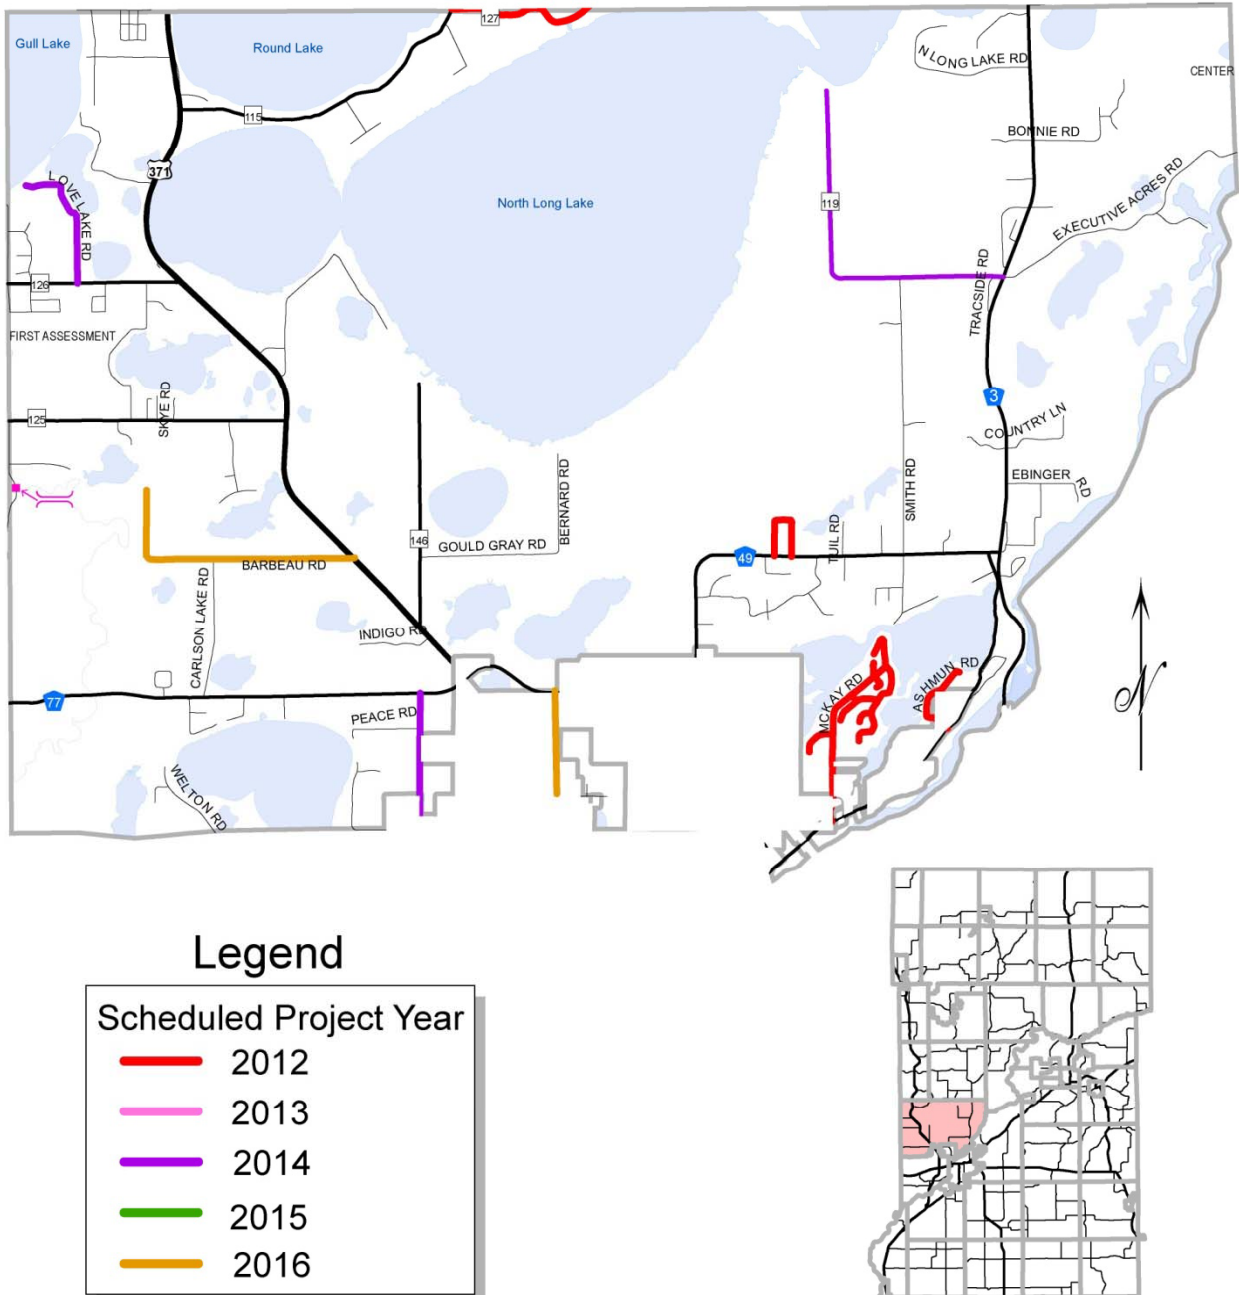 127
Gull Lake
Round Lake
N LONG LAKE RD
CENTER
115
BONNIE RD
371
LOVE LAKE RD
North Long Lake
119
EXECUTIVE ACRES RD
126
TRACSIDE RD
FIRST ASSESSMENT
SKYE RD
3
125
COUNTRY LN
EBINGER RD
BERNARD RD
SMITH RD
146
GOULD GRAY RD
TUIL RD
49
BARBEAU RD
CARLSON LAKE RD
INDIGO RD
MCKAY RD
ASHMUN RD
N
77
PEACE RD
WELTON RD
Legend
Scheduled Project Year
2012
2013
2014
2015
2016